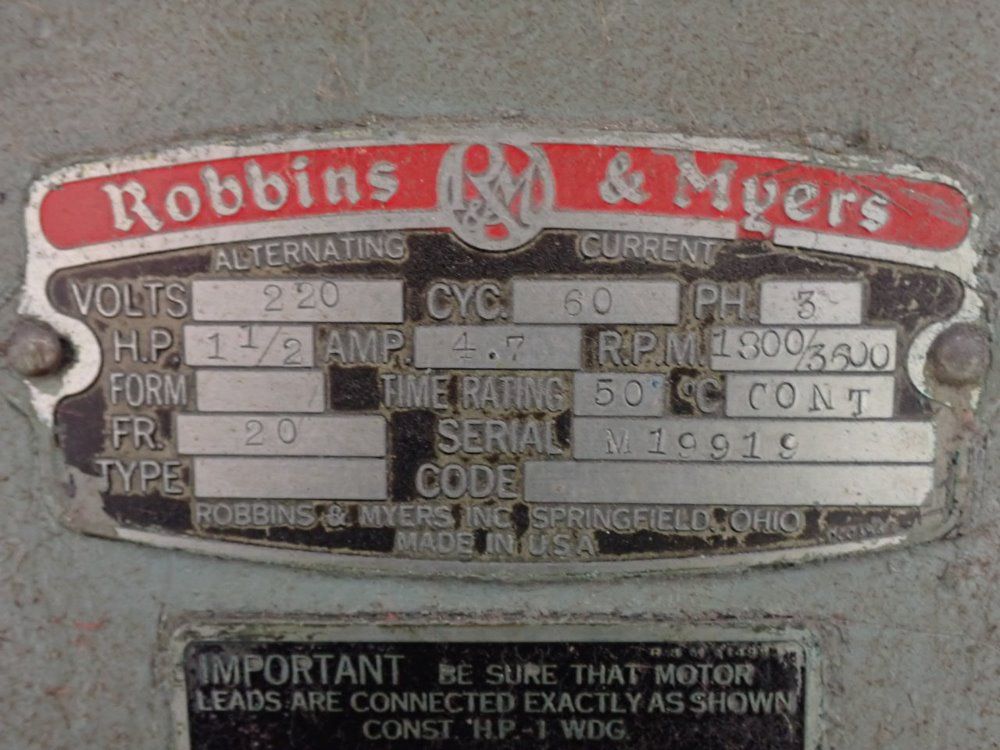 Robbins R&M & Myers
ALTERNATING CURRENT
VOLTS 220 CYC. 60 PH. 3
H.P. 1 1/2 AMP. 4.7 R.P.M. 1800/3600
FORM TIME RATING 50 °C CONT
FR. 20 SERIAL M19919
TYPE CODE
ROBBINS & MYERS INC. SPRINGFIELD, OHIO
MADE IN U.S.A.
IMPORTANT BE SURE THAT MOTOR
LEADS ARE CONNECTED EXACTLY AS SHOWN
CONST. H.P.-1 WDG.